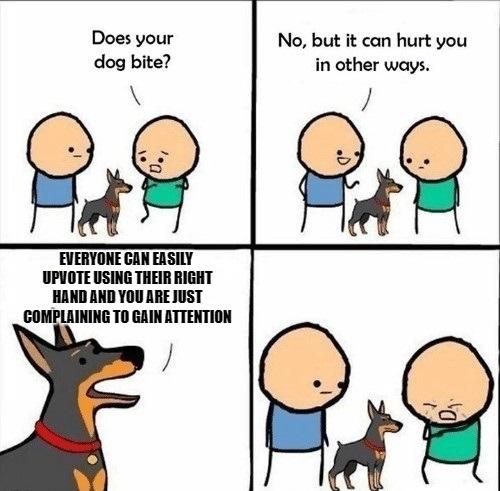 Does your
dog bite?
No, but it can hurt you
in other ways.
EVERYONE CAN EASILY
UPVOTE USING THEIR RIGHT
HAND AND YOU ARE JUST
COMPLAINING TO GAIN ATTENTION